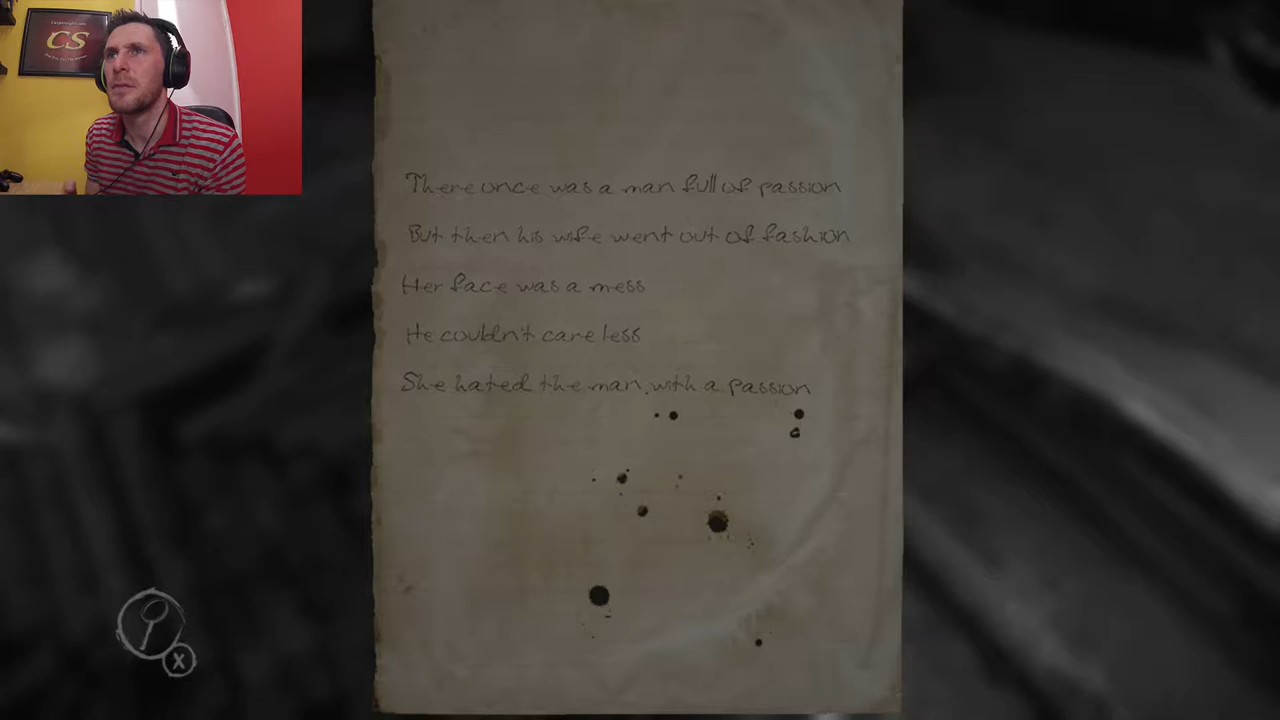 CS
There once was a man full of passion
But then his wife went out of fashion
Her face was a mess
He couldn't care less
She hated the man, with a passion
X